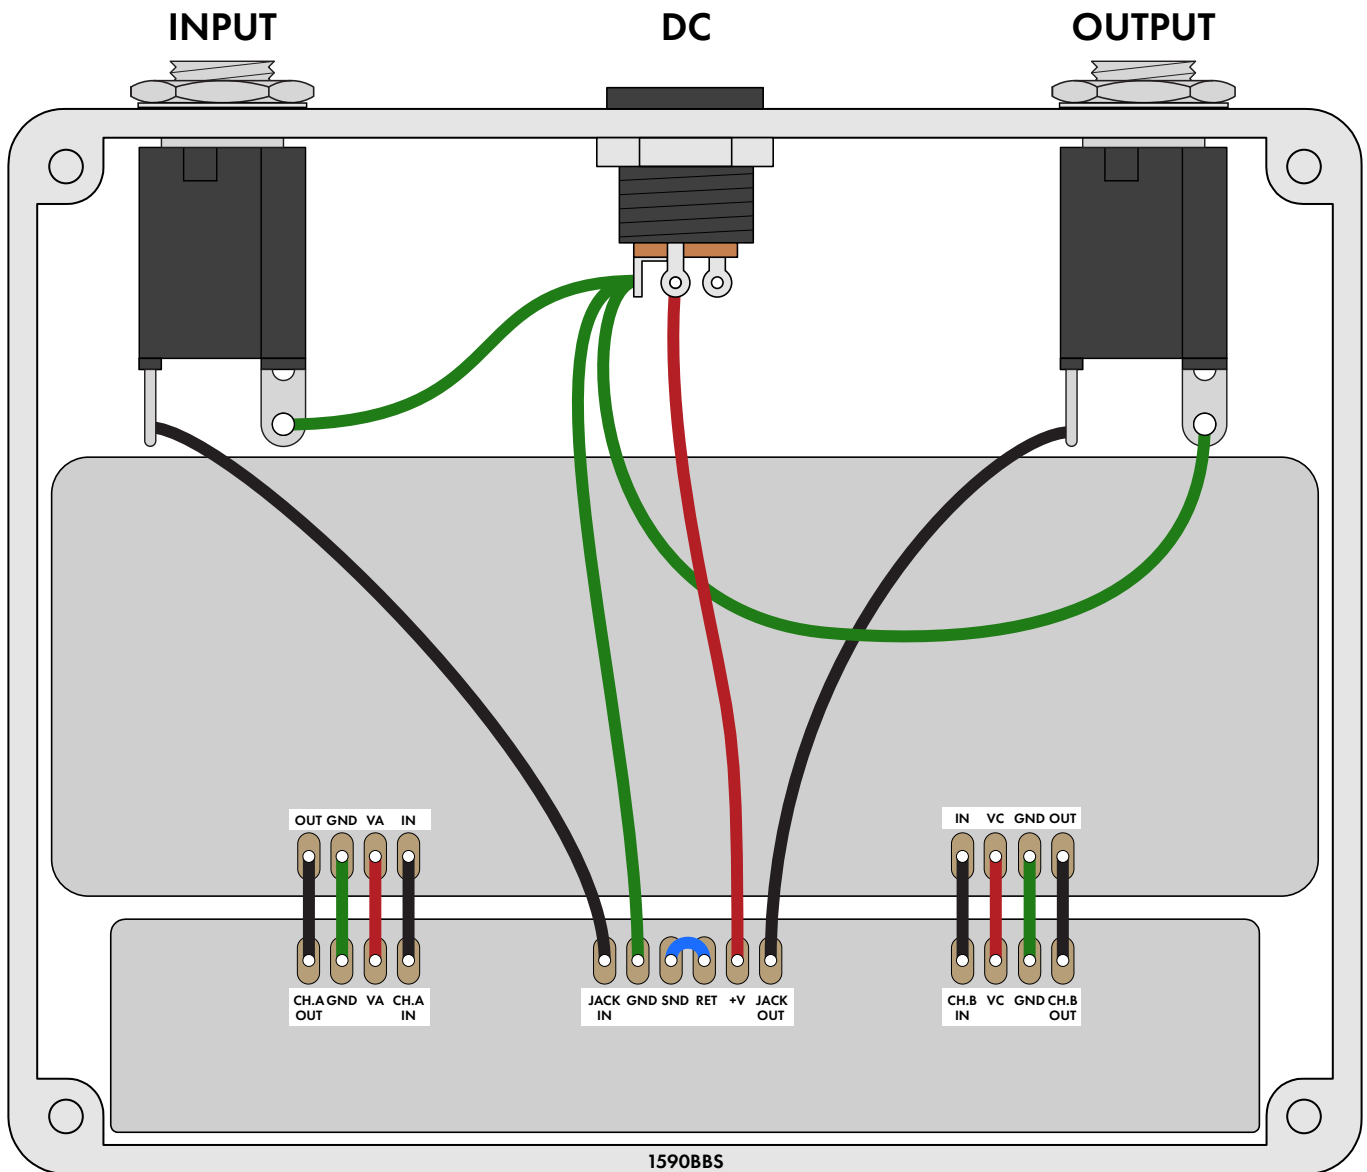 INPUT DC OUTPUT
OUT GND VA IN
IN VC GND OUT
CH.A OUT GND VA CH.A IN
JACK IN GND SND RET +V JACK OUT
CH.B IN VC GND CH.B OUT
1590BBS